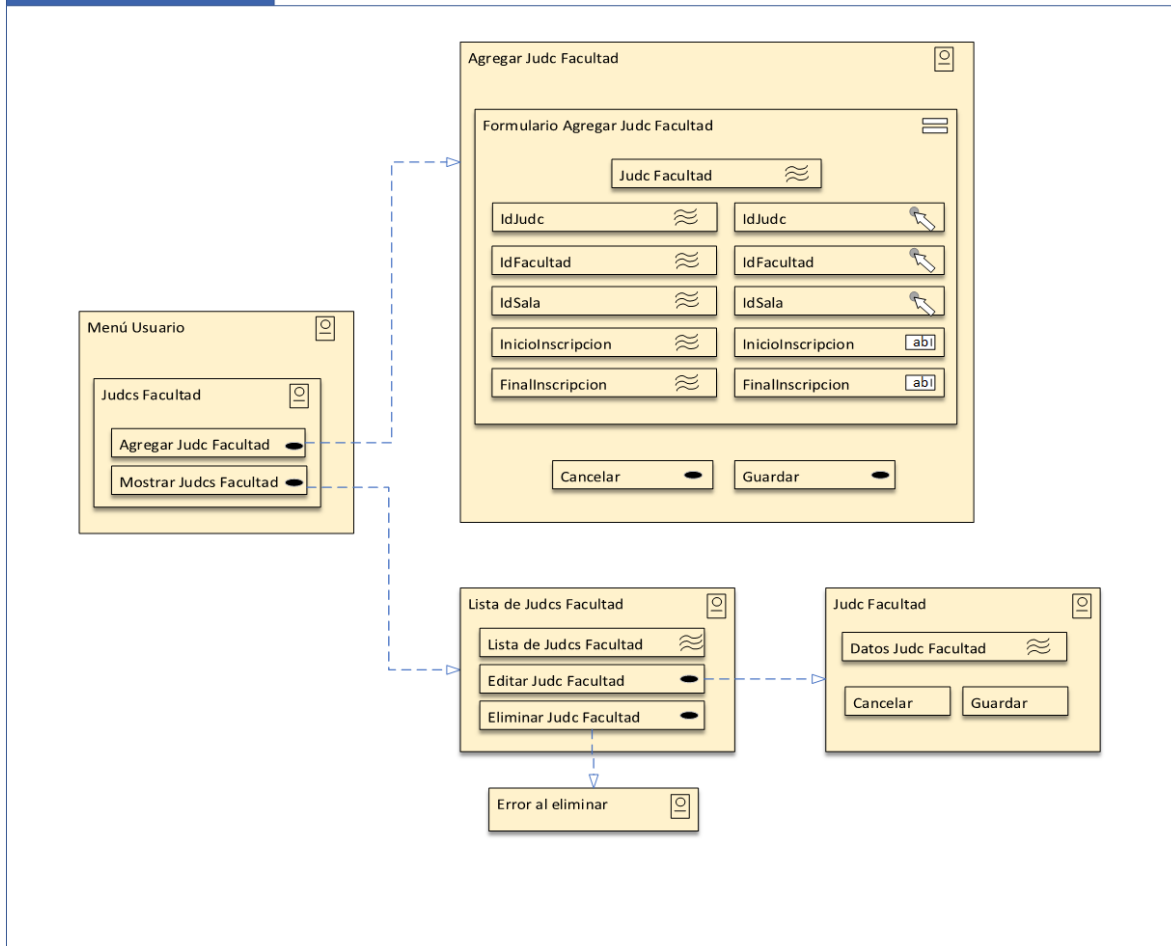 Agregar Judc Facultad
Formulario Agregar Judc Facultad
Judc Facultad
IdJudc
IdJudc
IdFacultad
IdFacultad
IdSala
IdSala
InicioInscripcion
InicioInscripcion abI
FinalInscripcion
FinalInscripcion abI
Cancelar
Guardar
Menú Usuario
Judcs Facultad
Agregar Judc Facultad
Mostrar Judcs Facultad
Lista de Judcs Facultad
Lista de Judcs Facultad
Editar Judc Facultad
Eliminar Judc Facultad
Judc Facultad
Datos Judc Facultad
Cancelar
Guardar
Error al eliminar